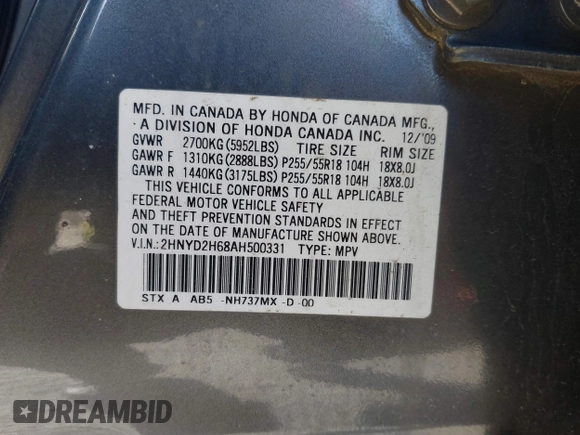 MFD. IN CANADA BY HONDA OF CANADA MFG.,
A DIVISION OF HONDA CANADA INC. 12/'09
GVWR 2700KG (5952LBS) TIRE SIZE RIM SIZE
GAWR F 1310KG (2888LBS) P255/55R18 104H 18X8.0J
GAWR R 1440KG (3175LBS) P255/55R18 104H 18X8.0J
THIS VEHICLE CONFORMS TO ALL APPLICABLE
FEDERAL MOTOR VEHICLE SAFETY
AND THEFT PREVENTION STANDARDS IN EFFECT
ON THE DATE OF MANUFACTURE SHOWN ABOVE.
V.I.N.: 2HNYD2H68AH500331 TYPE: MPV
STX A AB5 -NH737MX -D -00
DREAMBID